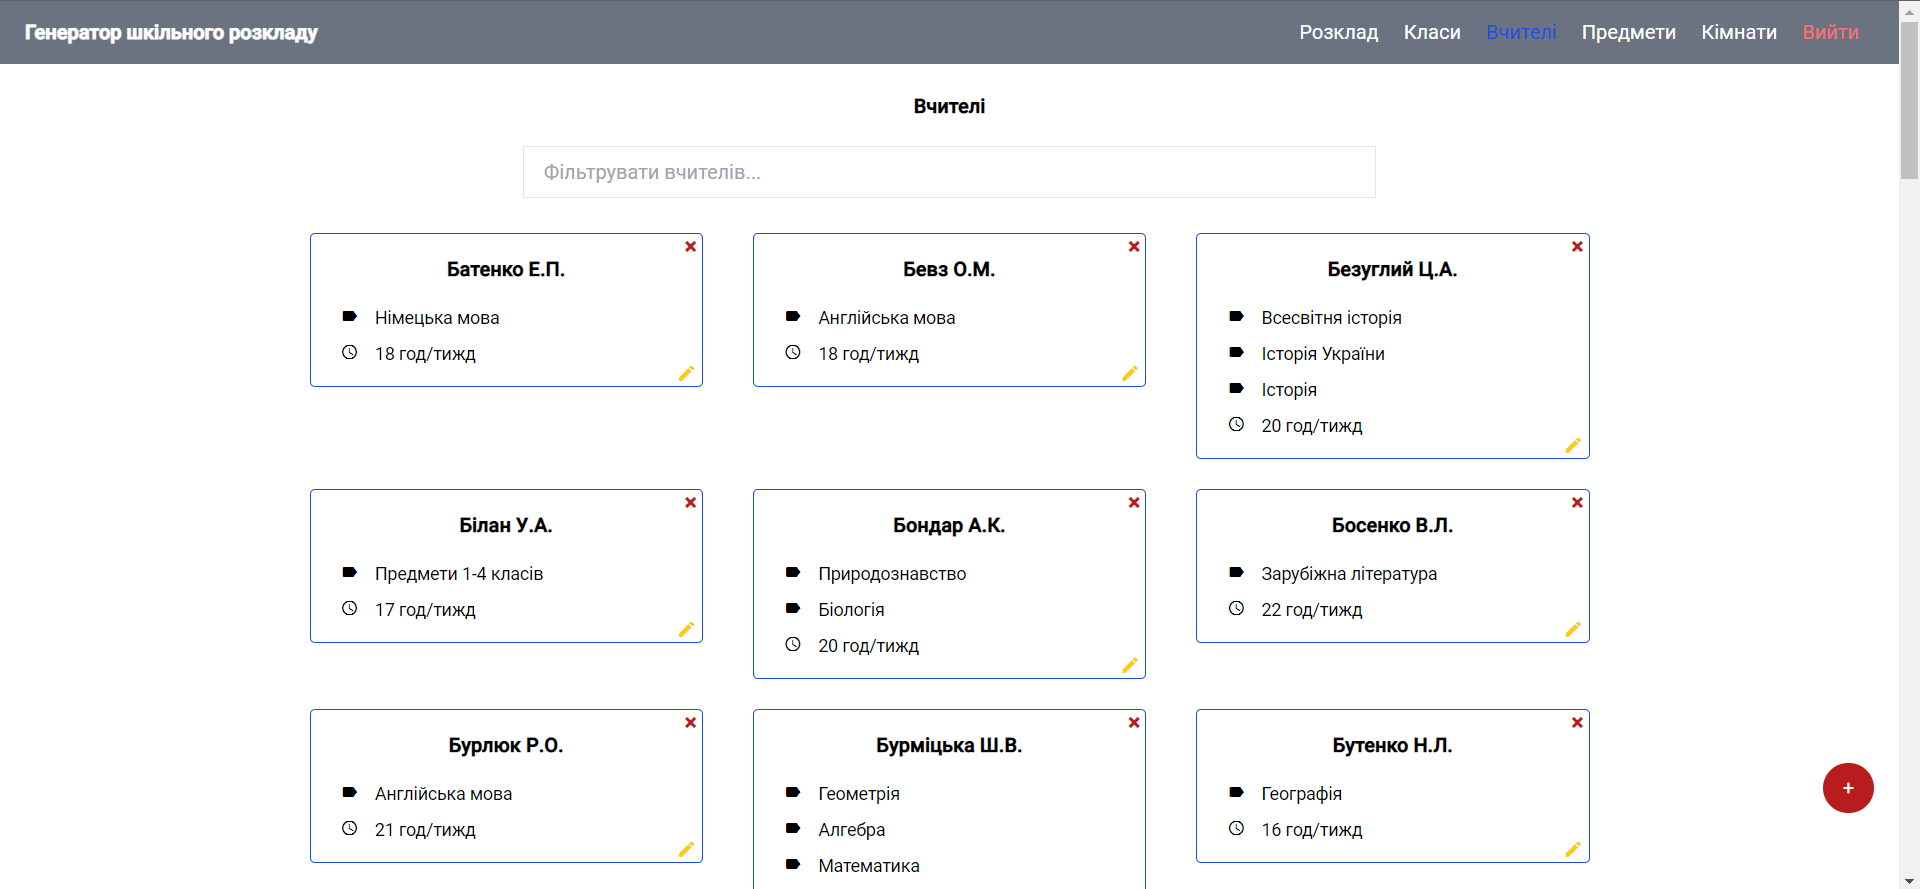 Генератор шкільного розкладу
Розклад Класи Вчителі Предмети Кімнати Вийти
Вчителі
Фільтрувати вчителів...
Батенко Е.П.
Німецька мова
18 год/тижд
Бевз О.М.
Англійська мова
18 год/тижд
Безуглий Ц.А.
Всесвітня історія
Історія України
Історія
20 год/тижд
Білан У.А.
Предмети 1-4 класів
17 год/тижд
Бондар А.К.
Природознавство
Біологія
20 год/тижд
Босенко В.Л.
Зарубіжна література
22 год/тижд
Бурлюк Р.О.
Англійська мова
21 год/тижд
Бурміцька Ш.В.
Геометрія
Алгебра
Математика
Бутенко Н.Л.
Географія
16 год/тижд
+